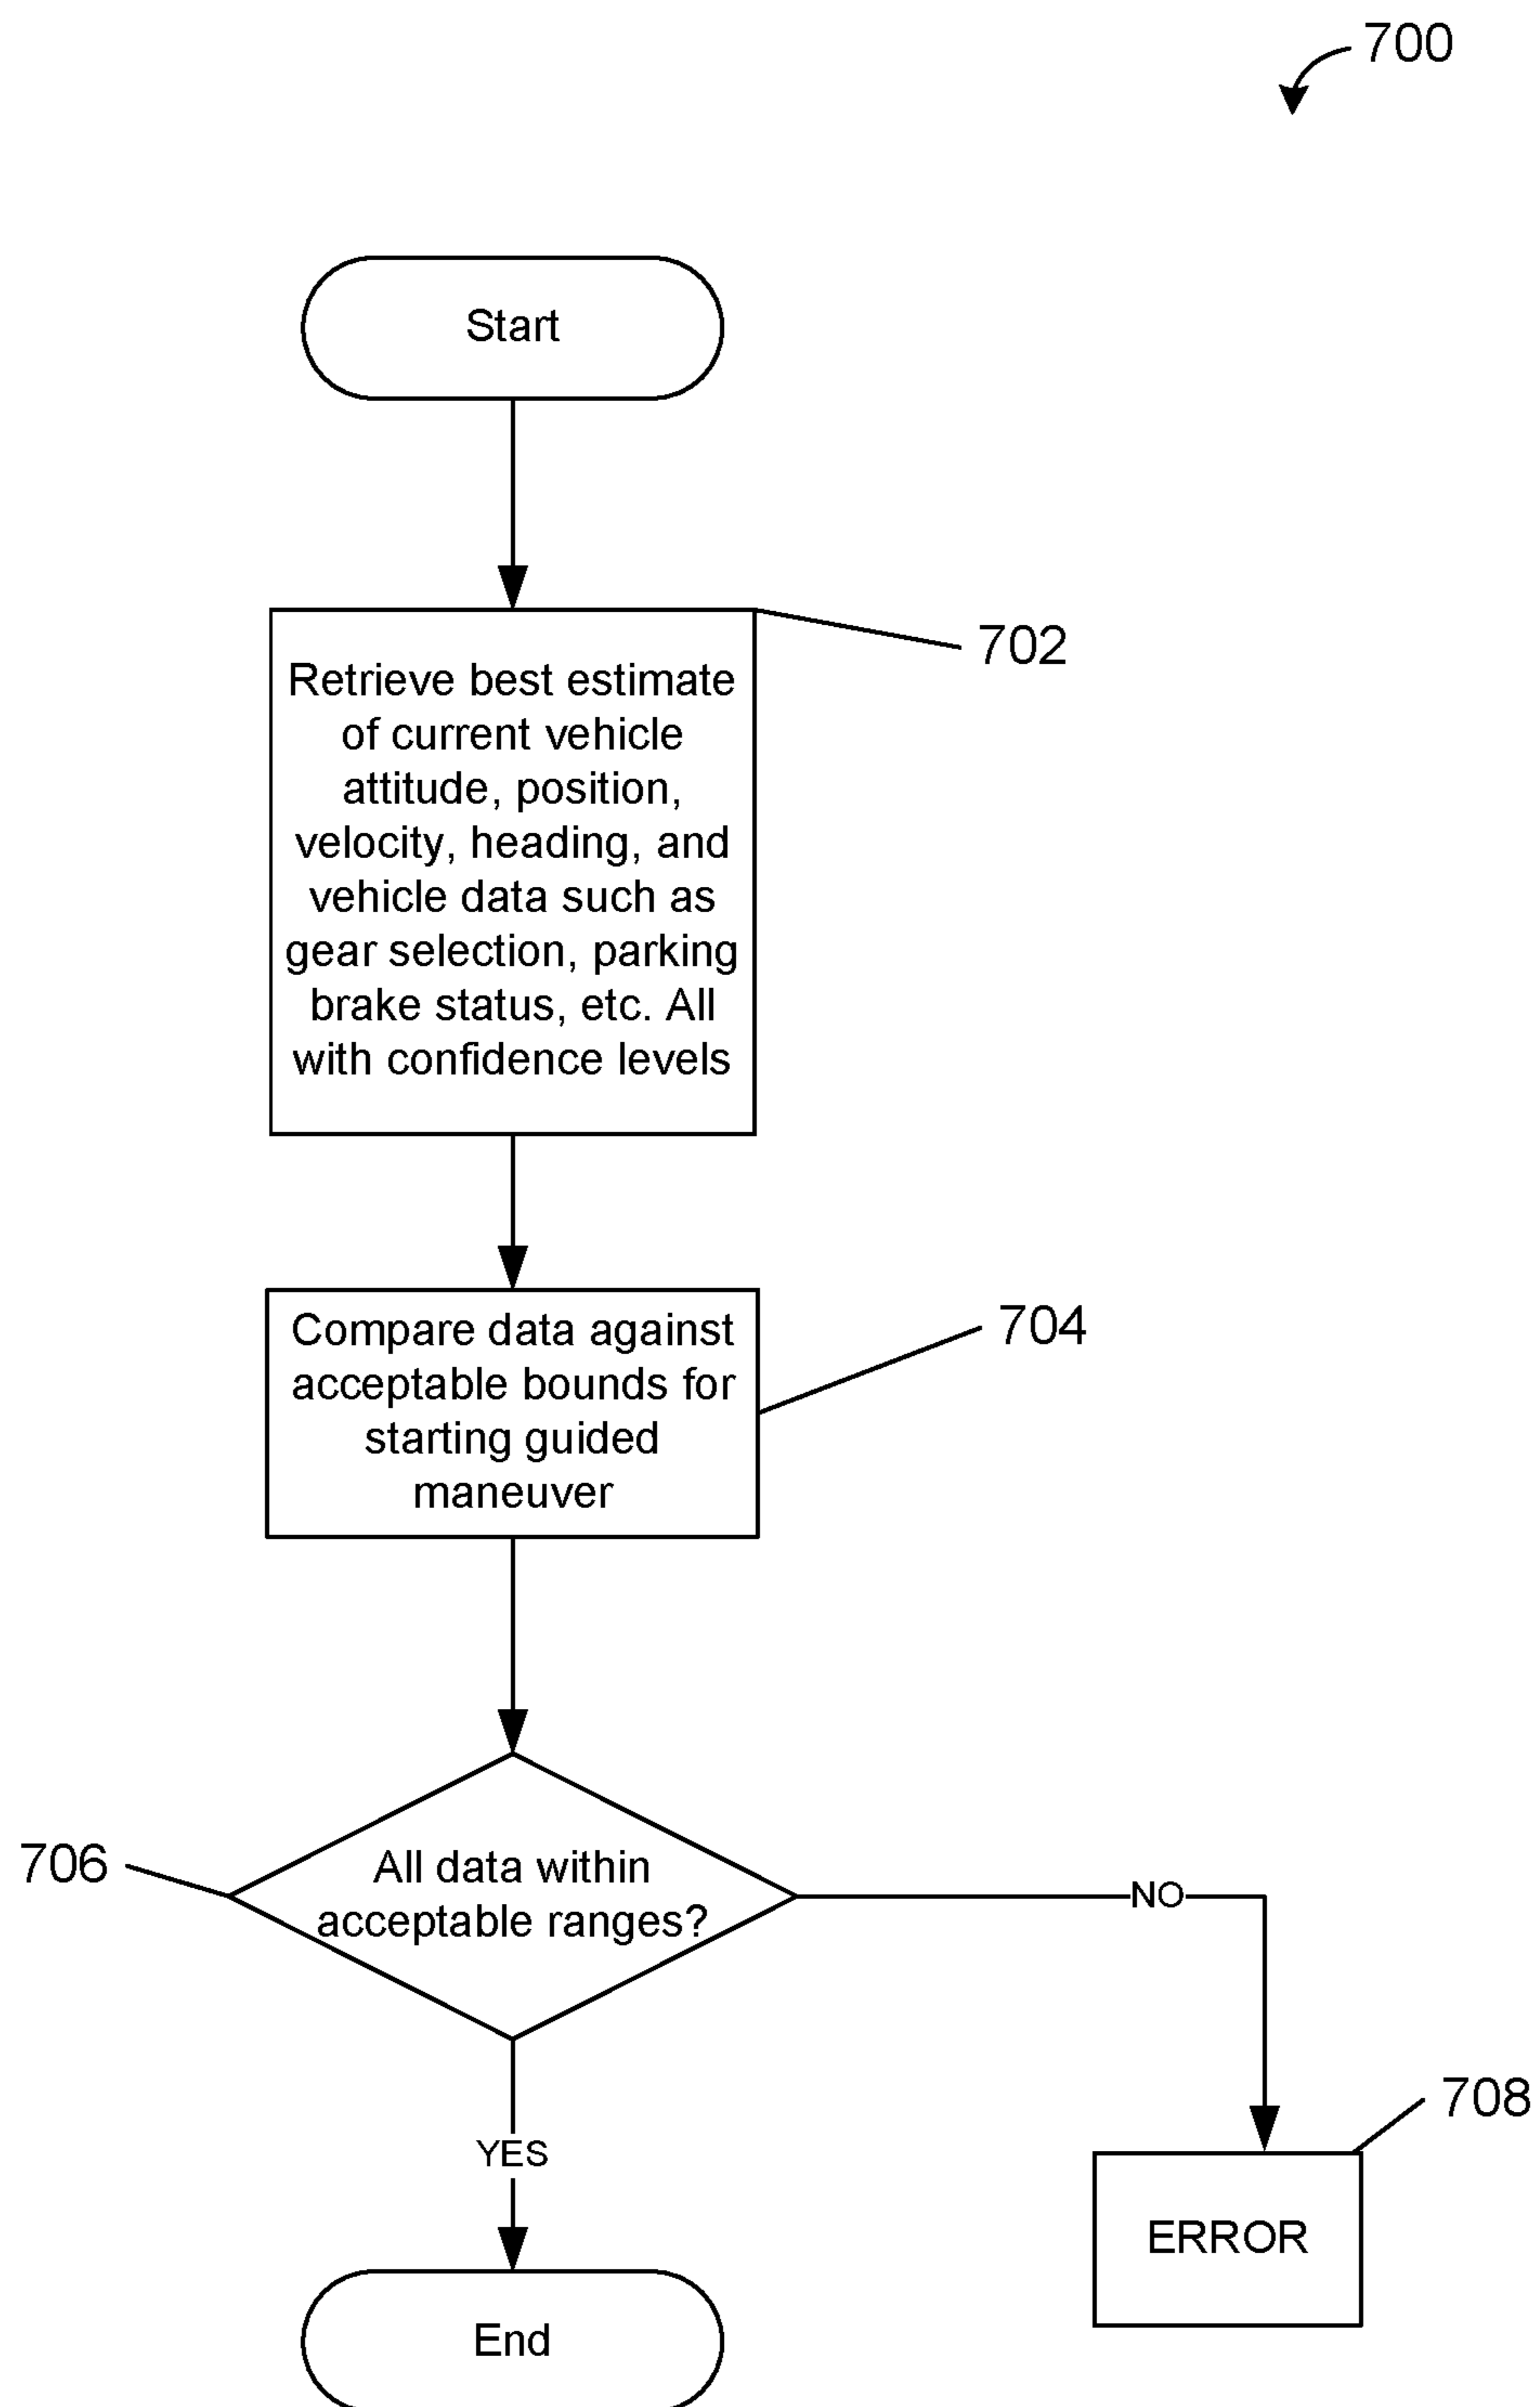 700
Start
702
Retrieve best estimate
of current vehicle
attitude, position,
velocity, heading, and
vehicle data such as
gear selection, parking
brake status, etc. All
with confidence levels
704
Compare data against
acceptable bounds for
starting guided
maneuver
706
All data within
acceptable ranges?
NO
YES
708
ERROR
End